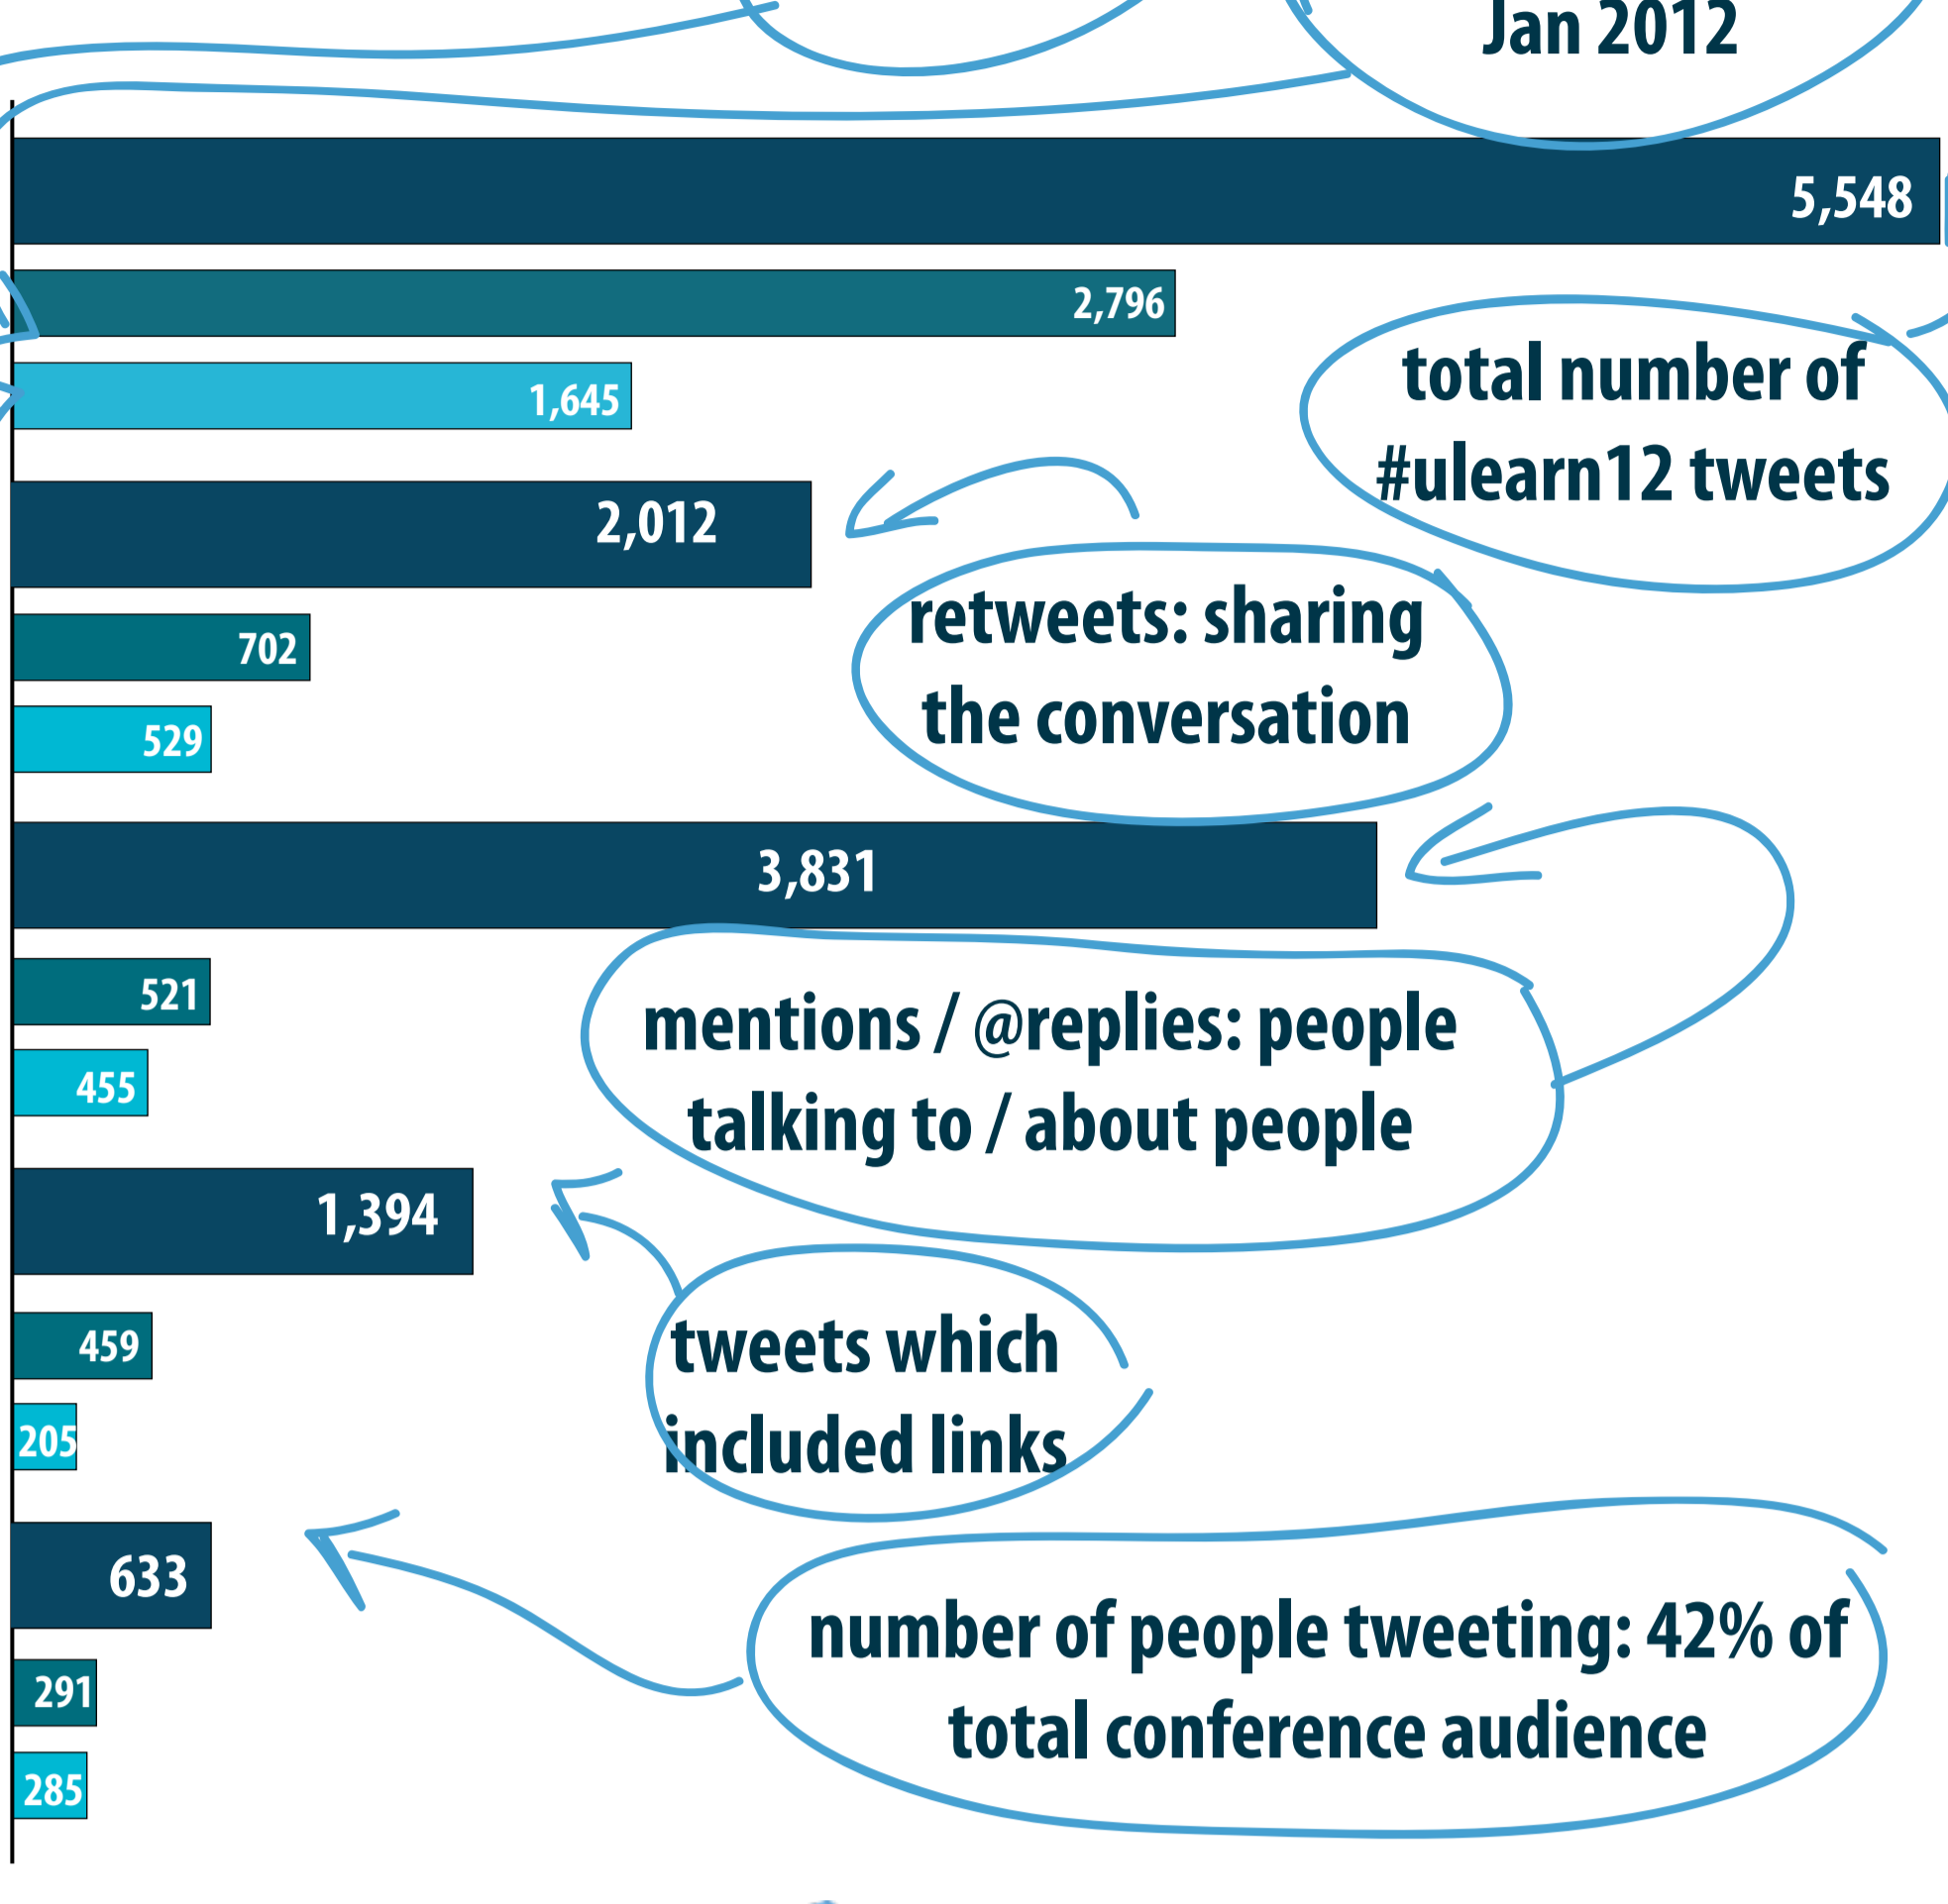 Jan 2012
5,548
2,796
1,645
total number of
#ulearn12 tweets
2,012
retweets: sharing
the conversation
702
529
3,831
521
mentions / @replies: people
talking to / about people
455
1,394
tweets which
included links
459
205
633
number of people tweeting: 42% of
total conference audience
291
285